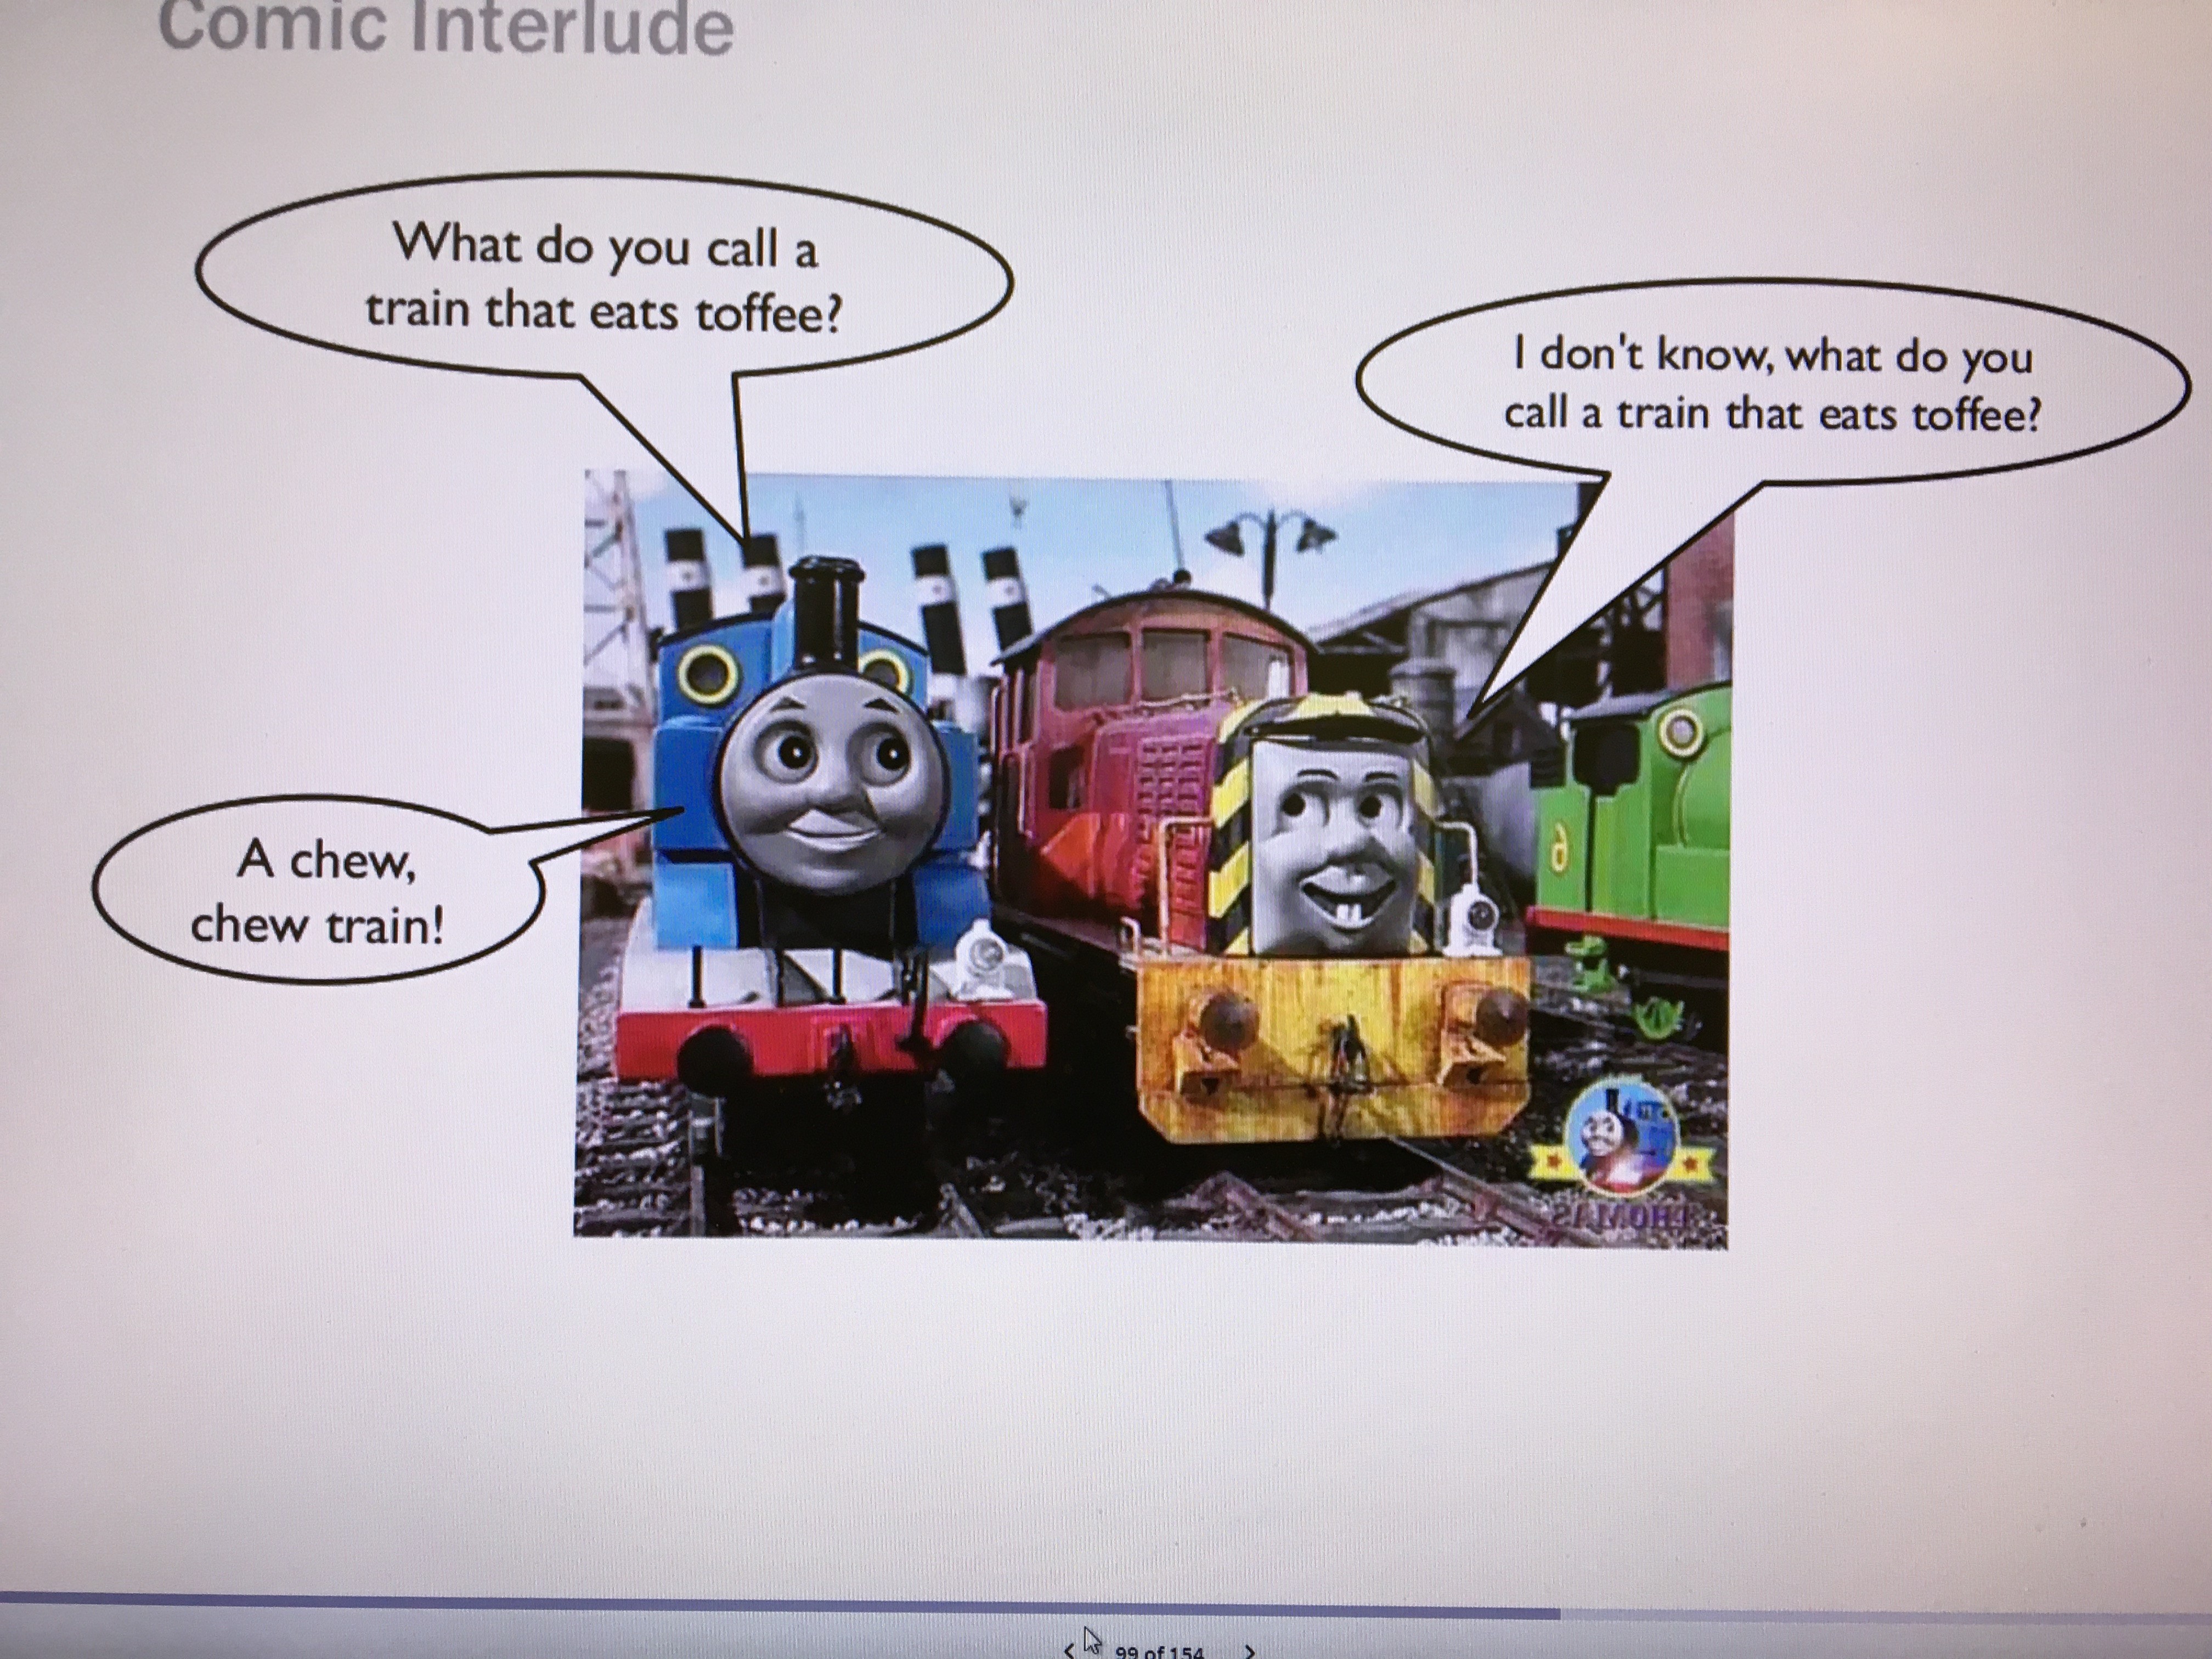 Comic Interlude
What do you call a
train that eats toffee?
I don't know, what do you
call a train that eats toffee?
A chew,
chew train!
6
THOMAS
99 of 154